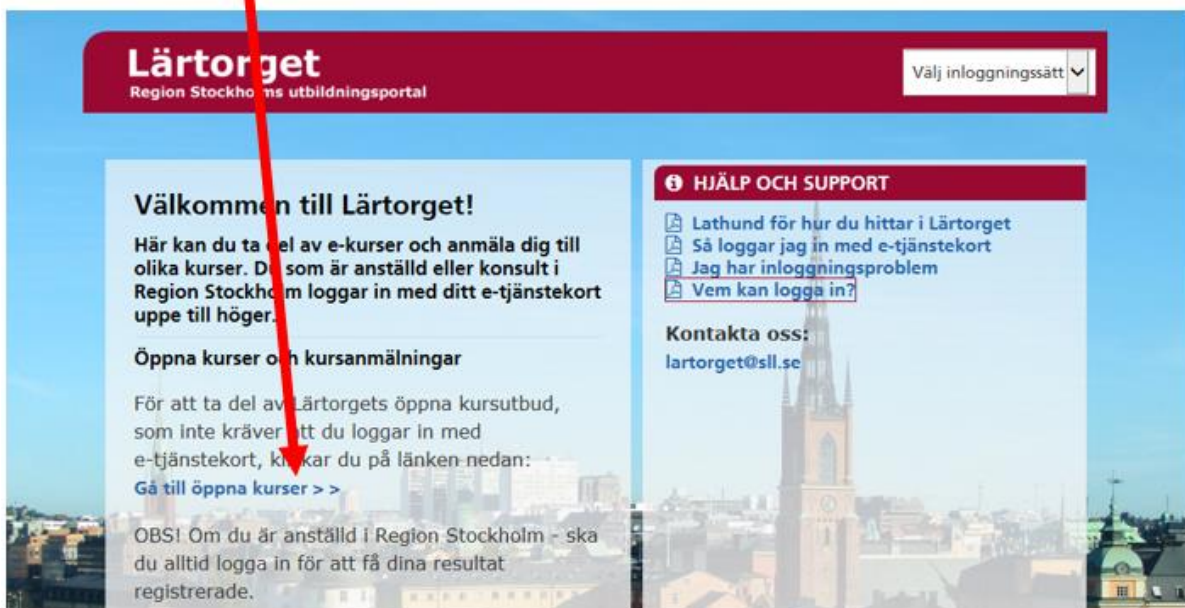 Lärtorget
Region Stockholms utbildningsportal
Välj inloggningssätt
Välkommen till Lärtorget!
Här kan du ta del av e-kurser och anmäla dig till
olika kurser. Du som är anställd eller konsult i
Region Stockholm loggar in med ditt e-tjänstekort
uppe till höger.
Öppna kurser och kursanmälningar
För att ta del av Lärtorgets öppna kursutbud,
som inte kräver att du loggar in med
e-tjänstekort, klickar du på länken nedan:
Gå till öppna kurser > >
OBS! Om du är anställd i Region Stockholm - ska
du alltid logga in för att få dina resultat
registrerade.
HJÄLP OCH SUPPORT
Lathund för hur du hittar i Lärtorget
Så loggar jag in med e-tjänstekort
Jag har inloggningsproblem
Vem kan logga in?
Kontakta oss:
lartorget@sll.se